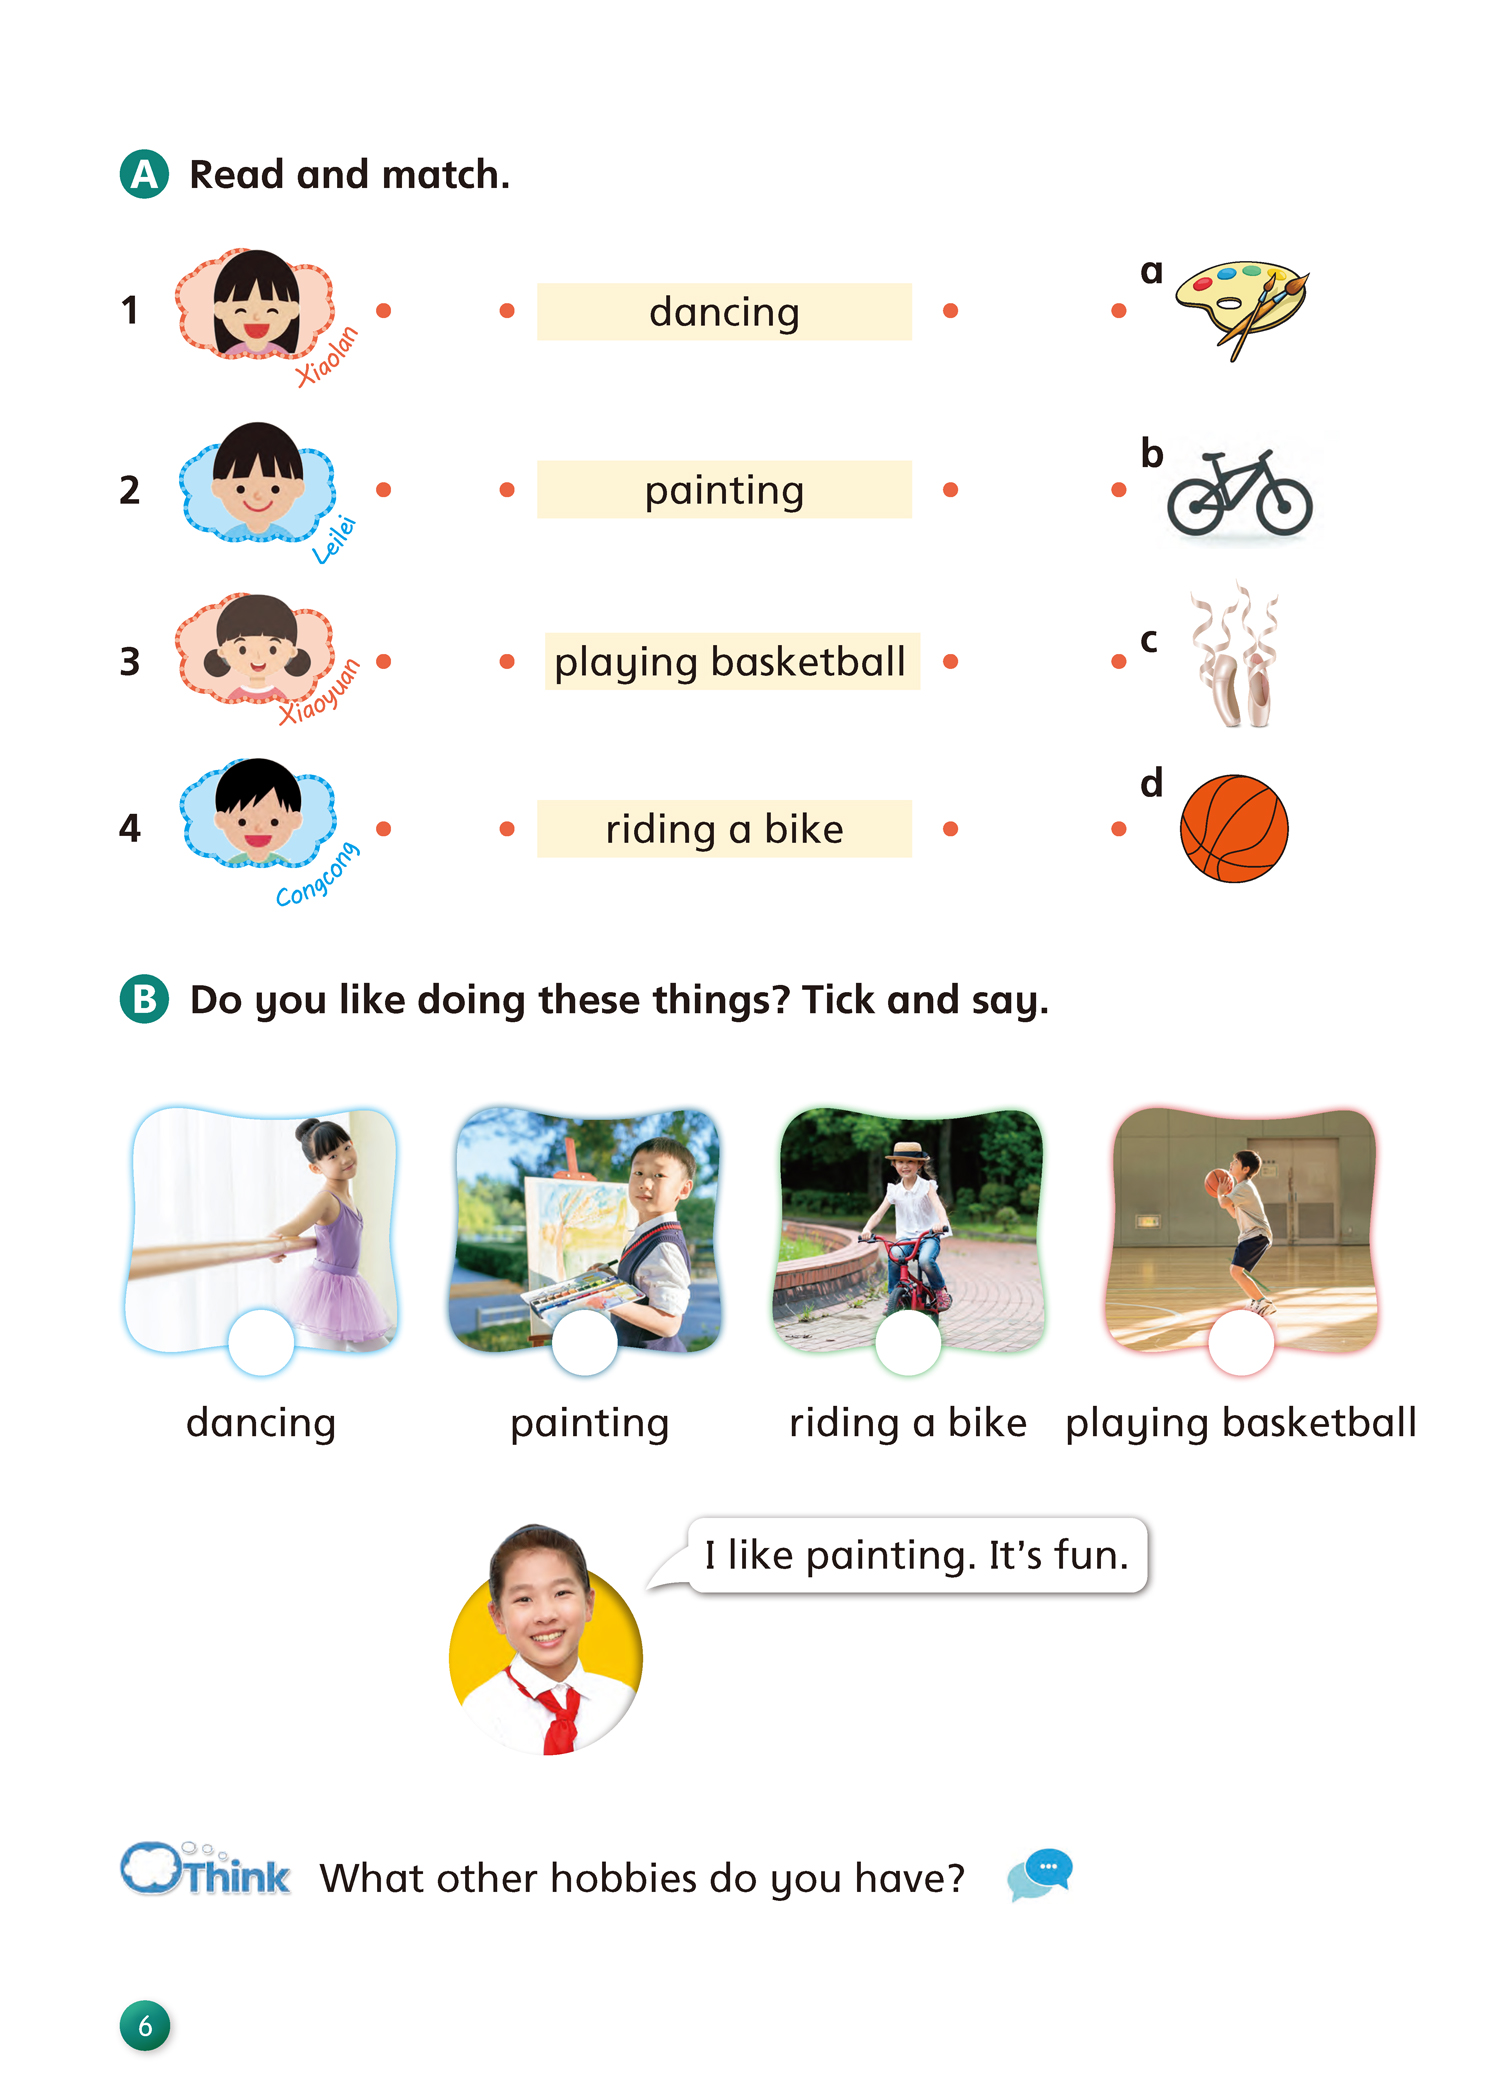 A Read and match.
1 Xiaolan dancing a
2 Leilei painting b
3 Xiaoyuan playing basketball c
4 Congcong riding a bike d
B Do you like doing these things? Tick and say.
dancing painting riding a bike playing basketball
I like painting. It's fun.
Think What other hobbies do you have?
6